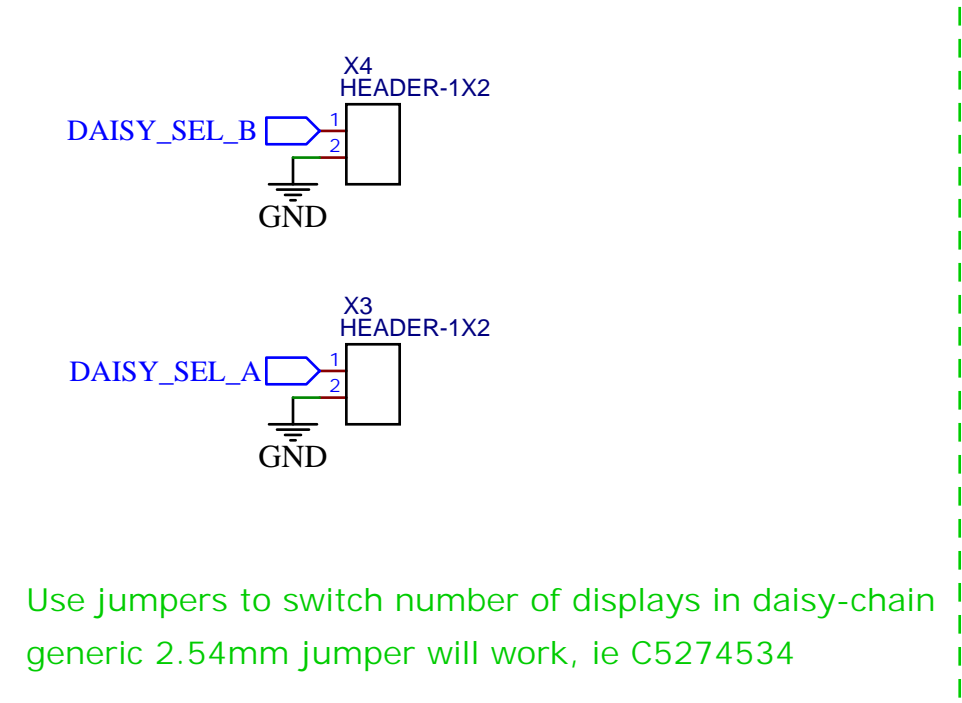 X4
HEADER-1X2
DAISY_SEL_B
1
2
GND
X3
HEADER-1X2
DAISY_SEL_A
1
2
GND
Use jumpers to switch number of displays in daisy-chain
generic 2.54mm jumper will work, ie C5274534